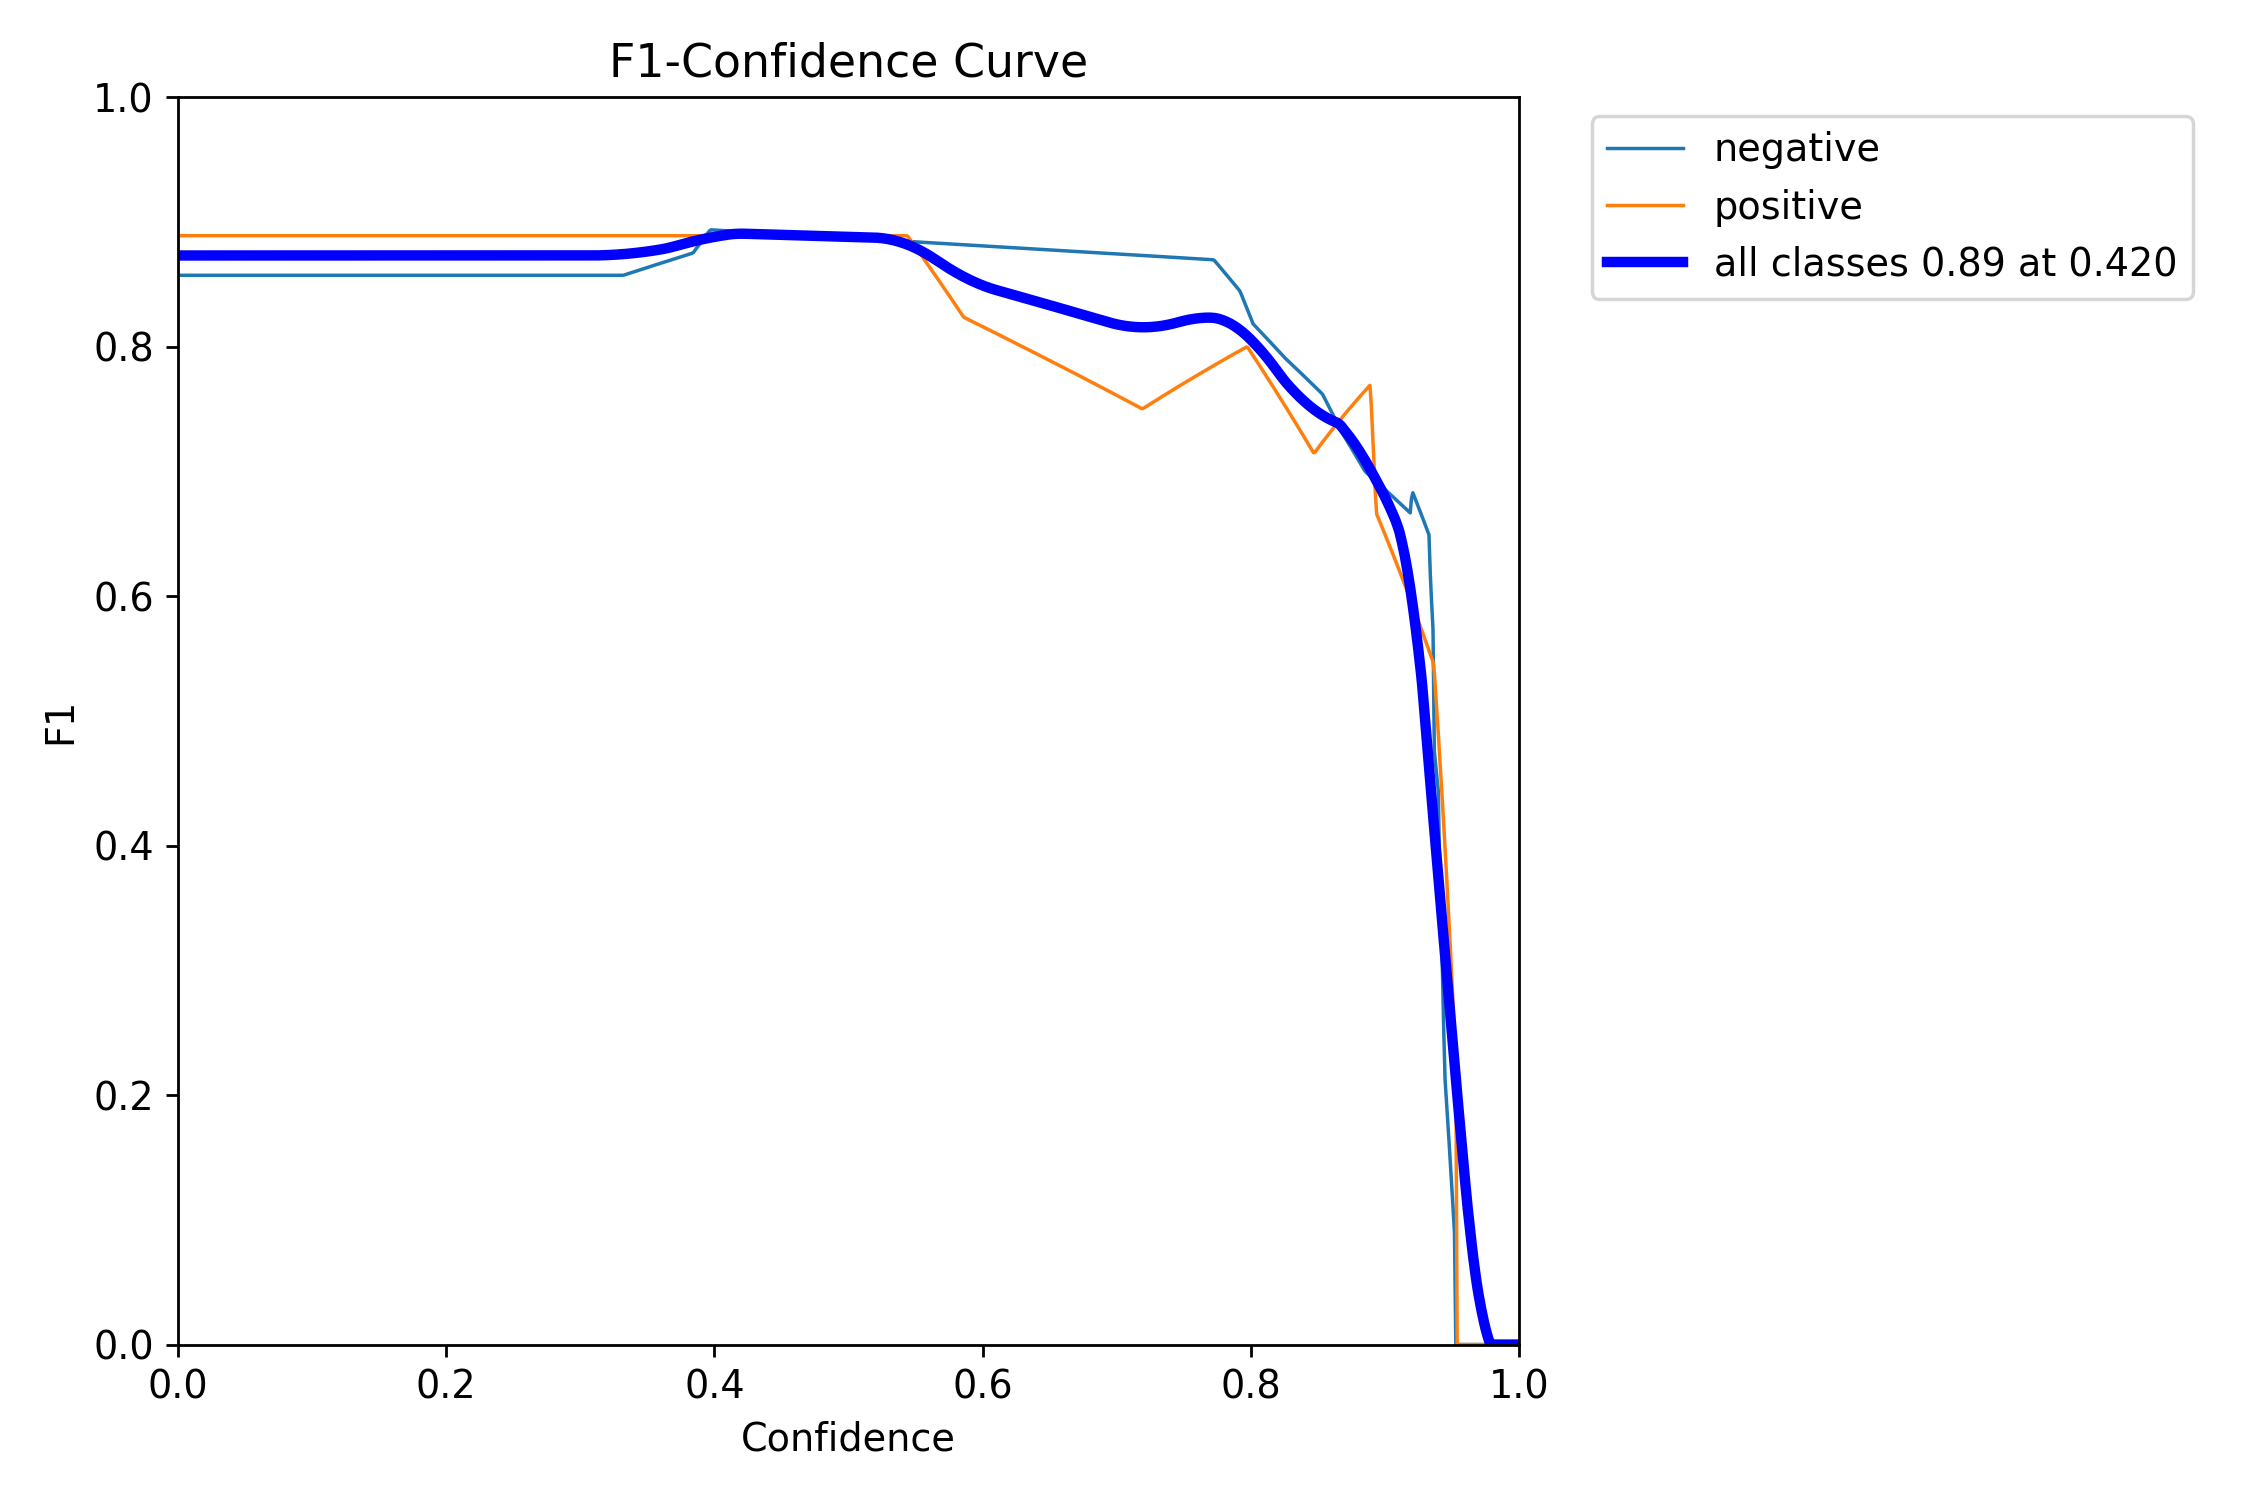 F1-Confidence Curve
1.0
0.8
0.6
0.4
0.2
0.0
F1
0.0 0.2 0.4 0.6 0.8 1.0
Confidence
negative
positive
all classes 0.89 at 0.420